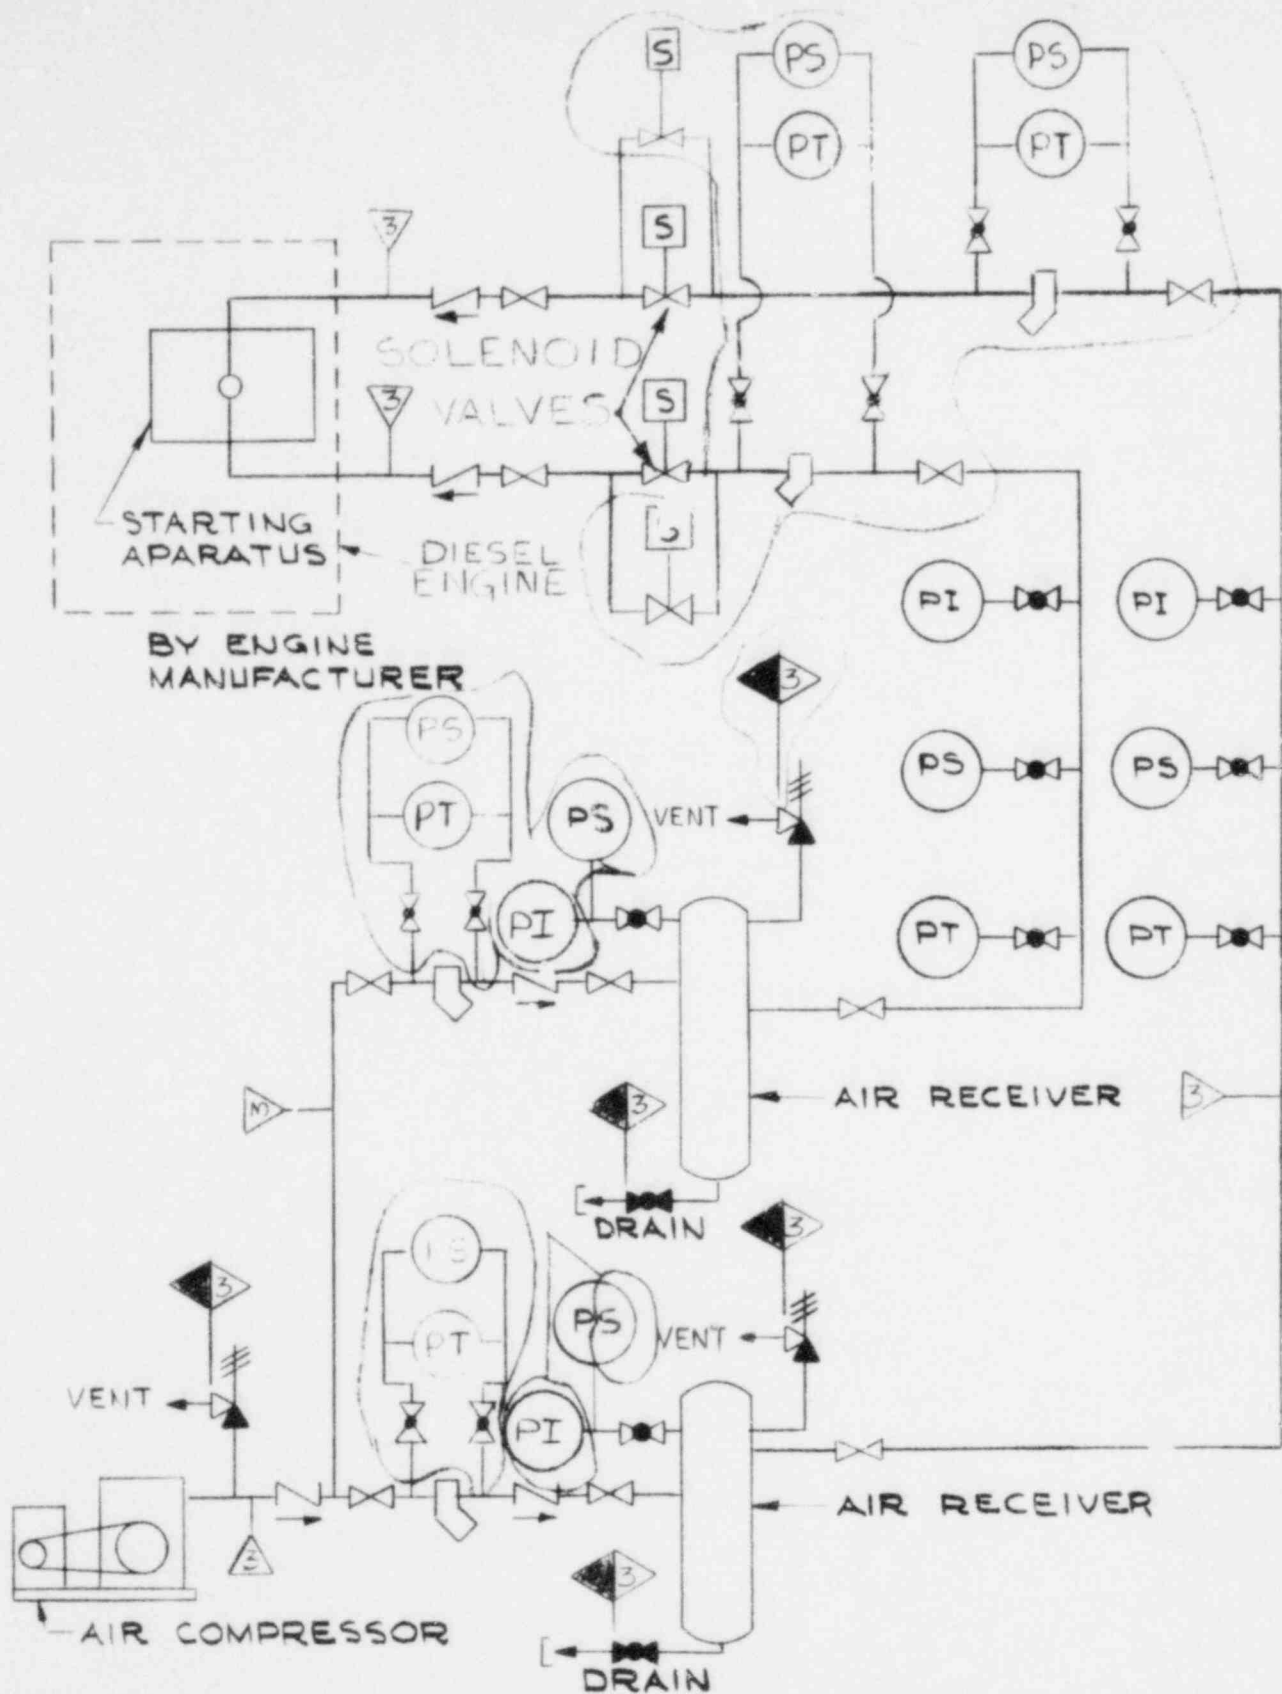 S
PS
PS
PT
PT
3
S
SOLENOID
VALVES
3
S
STARTING
APARATUS
DIESEL
ENGINE
BY ENGINE
MANUFACTURER
PI
PI
3
PS
PT
PS
VENT
PS
PS
PI
PT
PT
3
3
AIR RECEIVER
3
DRAIN
3
3
PS
PT
VENT
VENT
PI
AIR RECEIVER
3
3
AIR COMPRESSOR
DRAIN